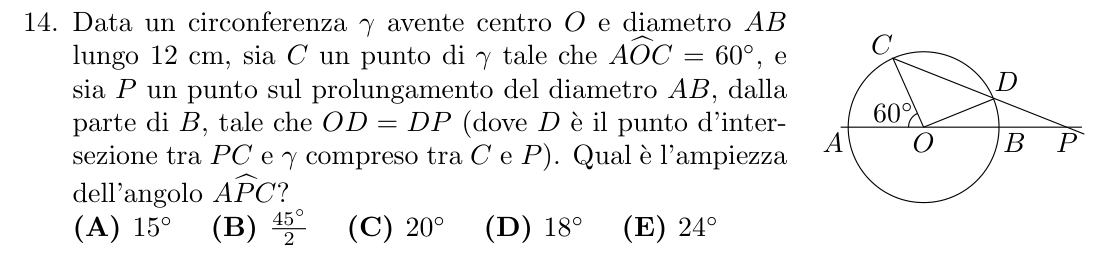 14. Data un circonferenza γ avente centro O e diametro AB
lungo 12 cm, sia C un punto di γ tale che AÔC = 60°, e
sia P un punto sul prolungamento del diametro AB, dalla
parte di B, tale che OD = DP (dove D è il punto d'inter-
sezione tra PC e γ compreso tra C e P). Qual è l'ampiezza
dell'angolo AP̂C?
(A) 15° (B) 45°/2 (C) 20° (D) 18° (E) 24°
C
D
60°
A
O
B
P